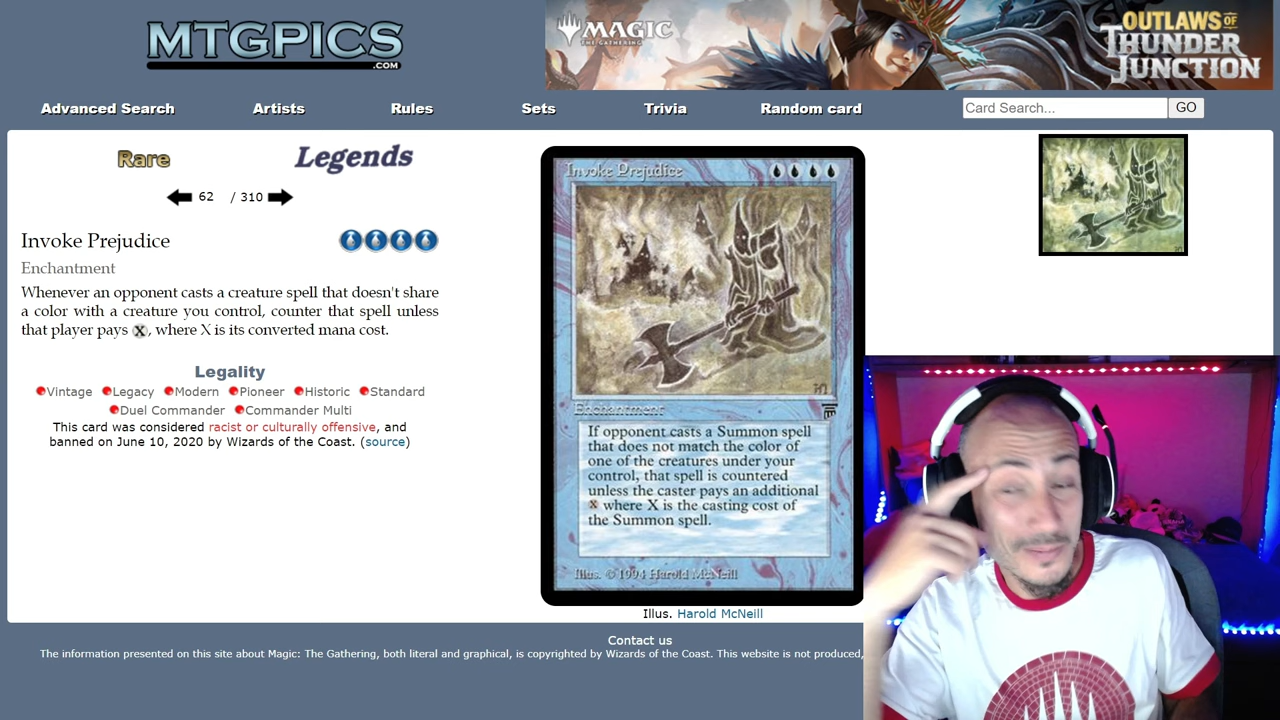 MTGPICS
.COM
MAGIC
THE GATHERING
OUTLAWS OF
THUNDER
JUNCTION
Advanced Search
Artists
Rules
Sets
Trivia
Random card
Card Search...
GO
Rare
Legends
62 / 310
Invoke Prejudice
Enchantment
Whenever an opponent casts a creature spell that doesn't share
a color with a creature you control, counter that spell unless
that player pays X, where X is its converted mana cost.
Legality
Vintage Legacy Modern Pioneer Historic Standard
Duel Commander Commander Multi
This card was considered racist or culturally offensive, and
banned on June 10, 2020 by Wizards of the Coast. (source)
Invoke Prejudice
Enchantment
If opponent casts a Summon spell
that does not match the color of
one of the creatures under your
control, that spell is countered
unless the caster pays an additional
X where X is the casting cost of
the Summon spell.
Illus. © 1994 Harold McNeill
Illus. Harold McNeill
Contact us
The information presented on this site about Magic: The Gathering, both literal and graphical, is copyrighted by Wizards of the Coast. This website is not produced,